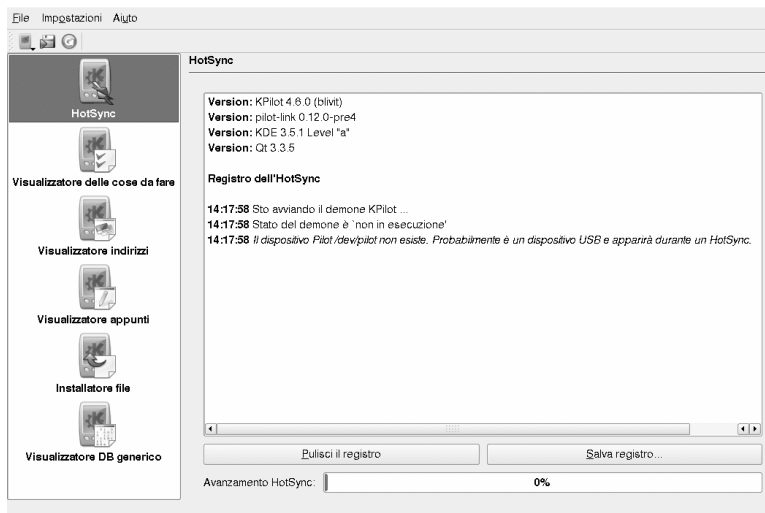 File Impostazioni Aiuto
HotSync
HotSync
Visualizzatore delle cose da fare
Visualizzatore indirizzi
Visualizzatore appunti
Installatore file
Visualizzatore DB generico
Version: KPilot 4.6.0 (blivit)
Version: pilot-link 0.12.0-pre4
Version: KDE 3.5.1 Level "a"
Version: Qt 3.3.5
Registro dell'HotSync
14:17:58 Sto avviando il demone KPilot ...
14:17:58 Stato del demone è `non in esecuzione'
14:17:58 Il dispositivo Pilot /dev/pilot non esiste. Probabilmente è un dispositivo USB e apparirà durante un HotSync.
Pulisci il registro
Salva registro...
Avanzamento HotSync: 0%